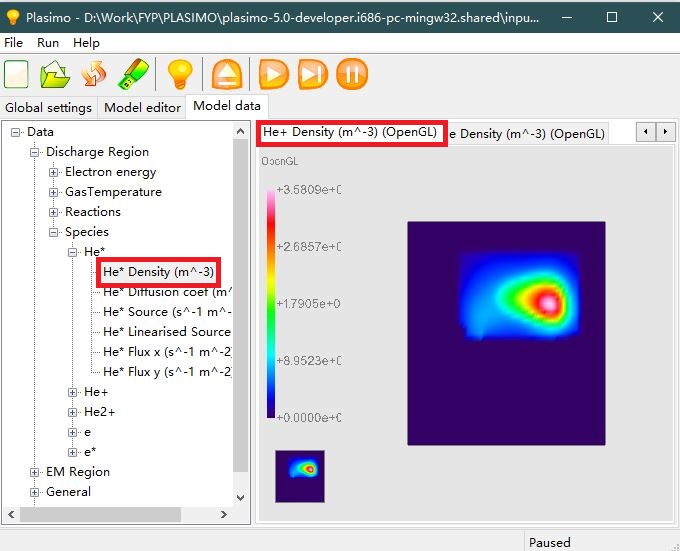 Plasimo - D:\Work\FYP\PLASIMO\plasimo-5.0-developer.i686-pc-mingw32.shared\inpu...
File Run Help
Global settings Model editor Model data
Data
Discharge Region
Electron energy
GasTemperature
Reactions
Species
He*
He* Density (m^-3)
He* Diffusion coef (m^
He* Source (s^-1 m^-
He* Linearised Source
He* Flux x (s^-1 m^-2)
He* Flux y (s^-1 m^-2)
He+
He2+
e
e*
EM Region
General
He+ Density (m^-3) (OpenGL) e Density (m^-3) (OpenGL)
OpenGL
+3.5809e+0
+2.6857e+0
+1.7905e+0
+8.9523e+0
+0.0000e+0
Paused